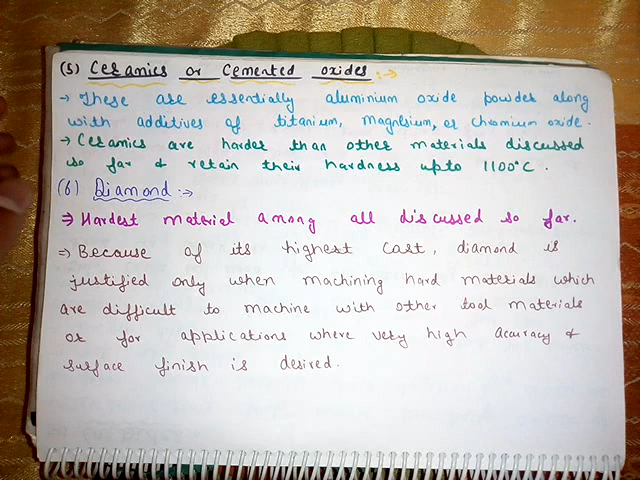 (5) Ceramics or Cemented oxides :→
→ These are essentially aluminium oxide powder along
with additives of titanium, magnesium, or chromium oxide.
→ Ceramics are harder than other materials discussed
so far & retain their hardness upto 1100°C.
(6) Diamond :→
⇒ Hardest material among all discussed so far.
⇒ Because of its highest cast, diamond is
justified only when machining hard materials which
are difficult to machine with other tool materials
or for applications where very high accuracy &
surface finish is desired.